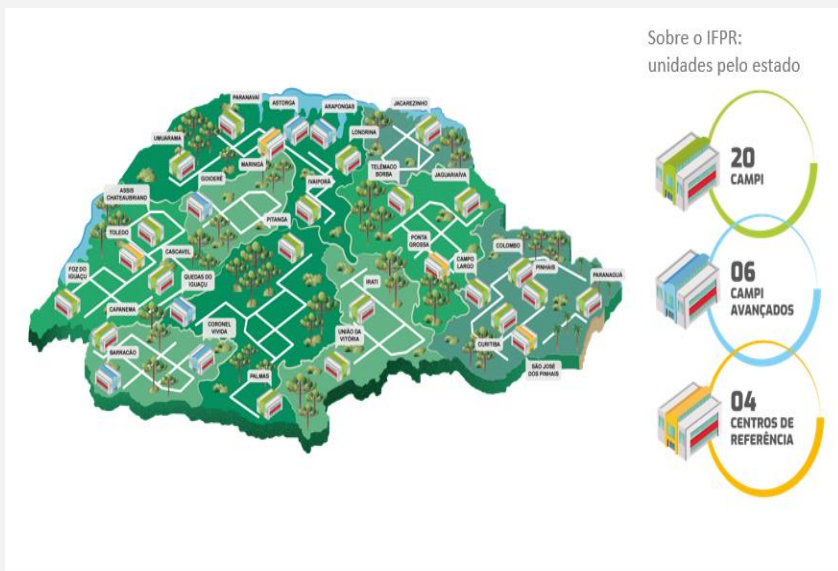 Sobre o IFPR:
unidades pelo estado
PARANAVAÍ
ASTORGA
ARAPONGAS
JACAREZINHO
UMUARAMA
LONDRINA
MARINGÁ
TELÊMACO
BORBA
JAGUARIAÍVA
GOIOERÊ
IVAIPORÃ
ASSIS
CHATEAUBRIAND
PITANGA
TOLEDO
PONTA
GROSSA
COLOMBO
CASCAVEL
CAMPO
LARGO
PINHAIS
FOZ DO
IGUAÇU
QUEDAS DO
IGUAÇU
IRATI
PARANAGUÁ
CAPANEMA
CORONEL
VIVIDA
UNIÃO DA
VITÓRIA
CURITIBA
BARRACÃO
PALMAS
SÃO JOSÉ
DOS PINHAIS
20
CAMPI
06
CAMPI
AVANÇADOS
04
CENTROS DE
REFERÊNCIA